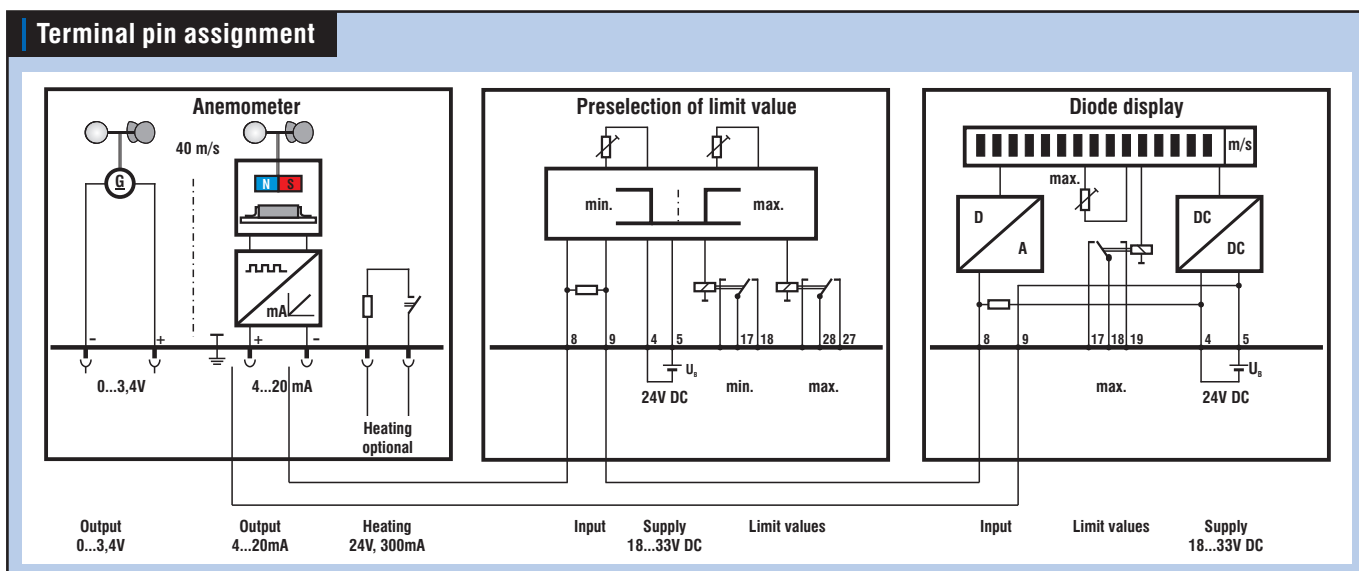 Terminal pin assignment
Anemometer
40 m/s
G
N S
mA
- +
+ -
0...3,4V
4...20 mA
Heating
optional
Preselection of limit value
min.
max.
8 9 4 5 17 18 28 27
UB
24V DC
min.
max.
Diode display
m/s
max.
D
A
DC
DC
8 9 17 18 19 4 5
max.
UB
24V DC
Output
0...3,4V
Output
4...20mA
Heating
24V, 300mA
Input
Supply
18...33V DC
Limit values
Input
Limit values
Supply
18...33V DC